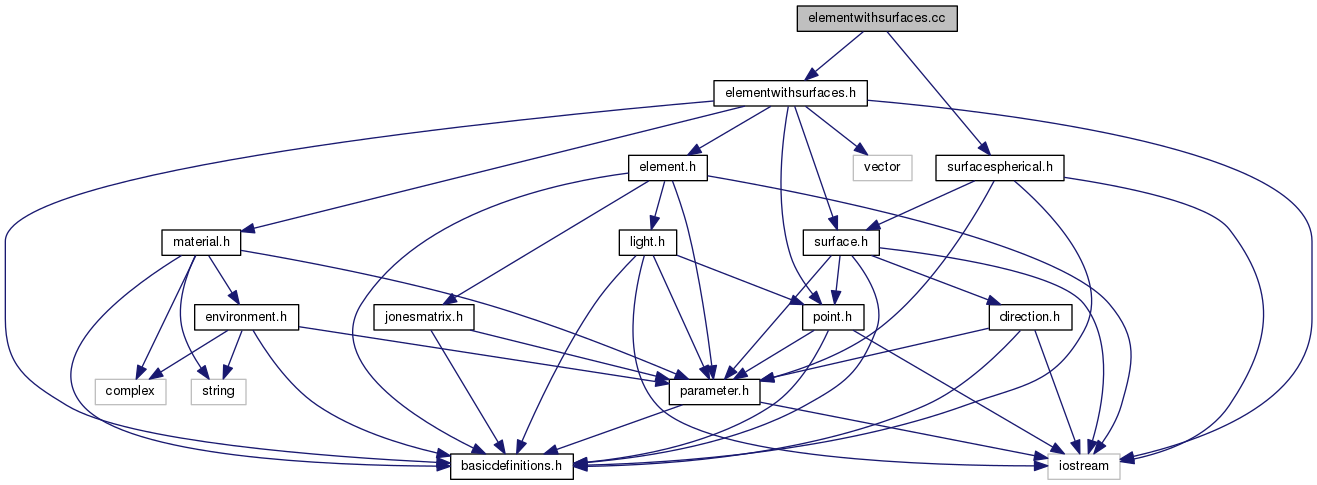 elementwithsurfaces.cc
elementwithsurfaces.h
element.h
vector
surfacespherical.h
material.h
light.h
surface.h
environment.h
jonesmatrix.h
point.h
direction.h
complex
string
parameter.h
basicdefinitions.h
iostream